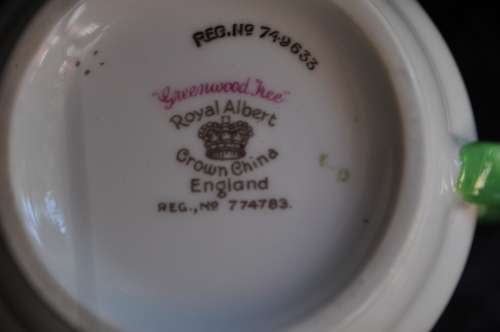 REG. No 749633
"Greenwood Tree"
Royal Albert
Crown China
England
REG., No 774783.